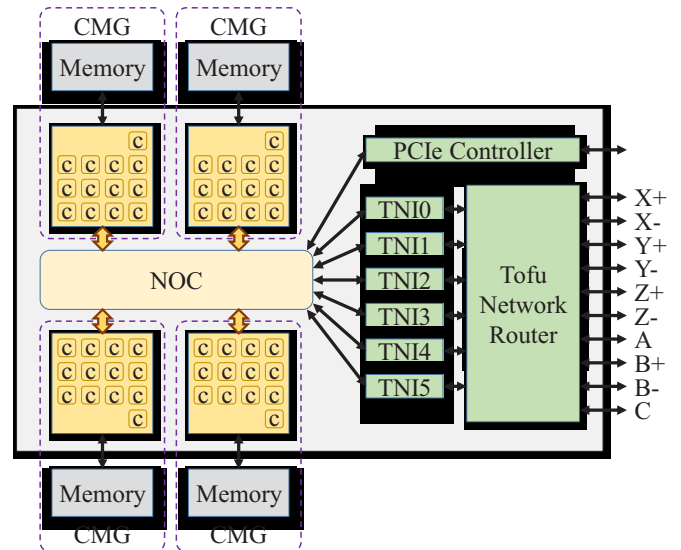 CMG CMG
Memory Memory
c c
c c c c c c c c
c c c c c c c c
c c c c c c c c
PCIe Controller
NOC
TNI0
TNI1
TNI2
TNI3
TNI4
TNI5
Tofu
Network
Router
X+
X-
Y+
Y-
Z+
Z-
A
B+
B-
C
c c c c c c c c
c c c c c c c c
c c c c c c c c
c c
Memory Memory
CMG CMG